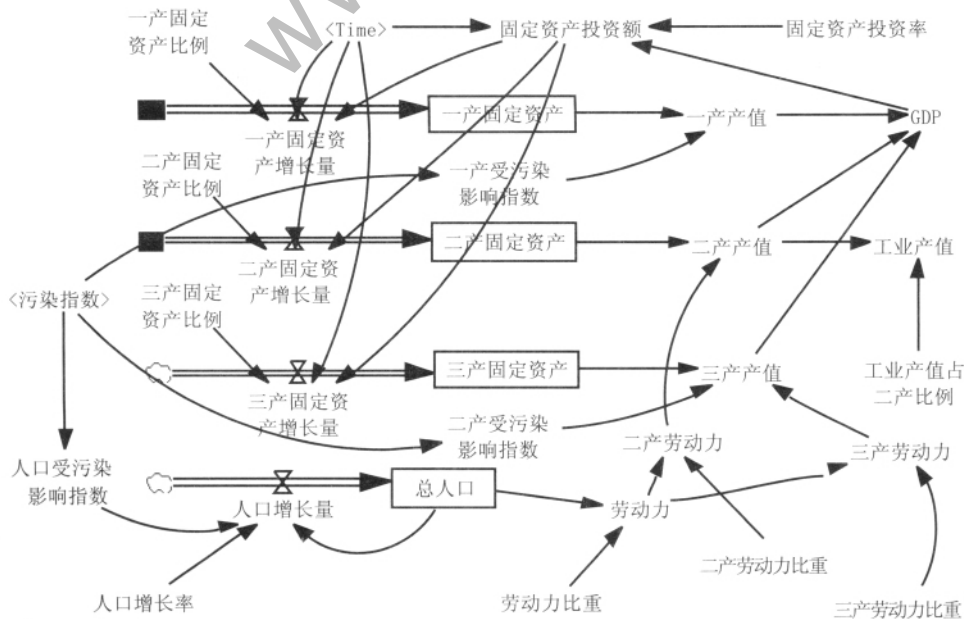 一产固定
资产比例
<Time>
固定资产投资额
固定资产投资率
一产固定资产
一产产值
GDP
一产固定资
产增长量
二产固定
资产比例
一产受污染
影响指数
二产固定资产
二产产值
工业产值
二产固定资
产增长量
<污染指数>
三产固定
资产比例
三产固定资产
三产产值
工业产值占
二产比例
三产固定资
产增长量
二产受污染
影响指数
二产劳动力
三产劳动力
人口受污染
影响指数
总人口
人口增长量
劳动力
二产劳动力比重
人口增长率
劳动力比重
三产劳动力比重